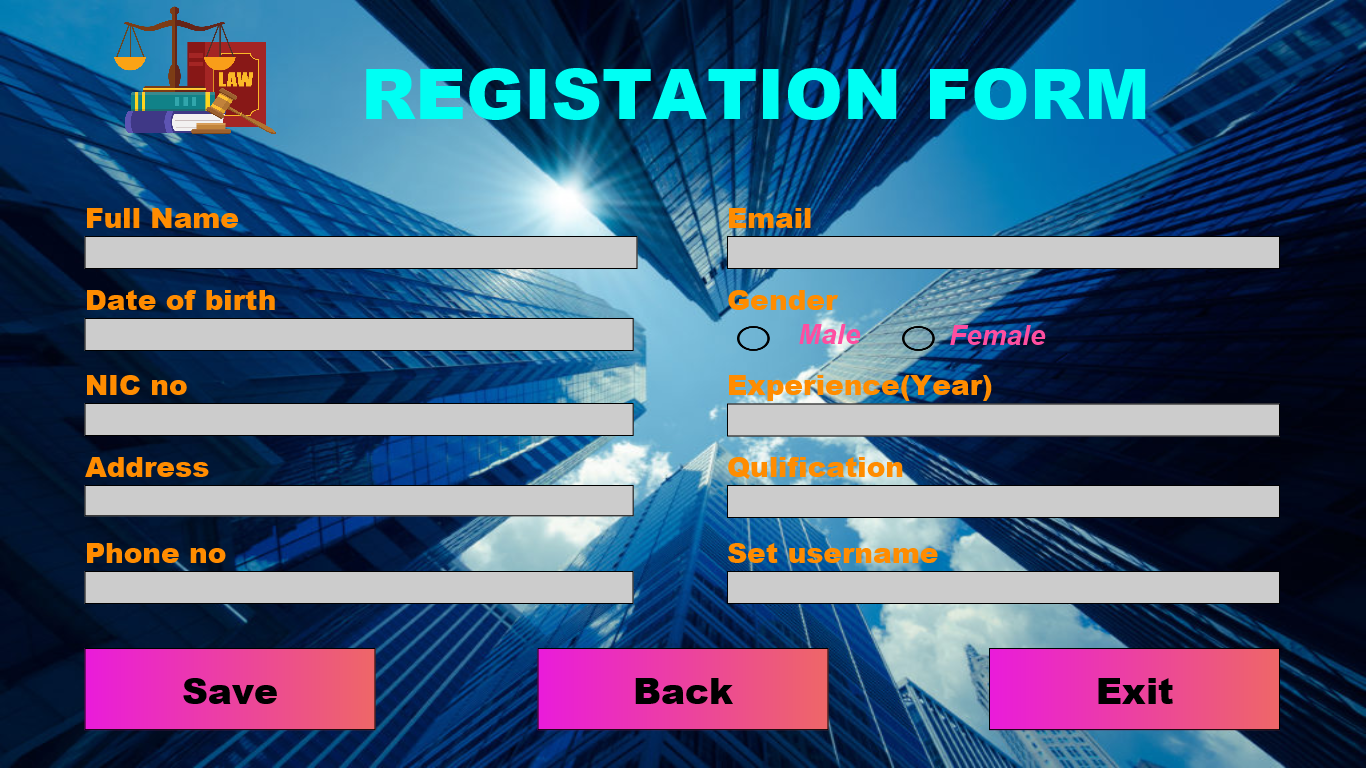 LAW
REGISTATION FORM
Full Name
Email
Date of birth
Gender
Male
Female
NIC no
Experience(Year)
Address
Qulification
Phone no
Set username
Save
Back
Exit